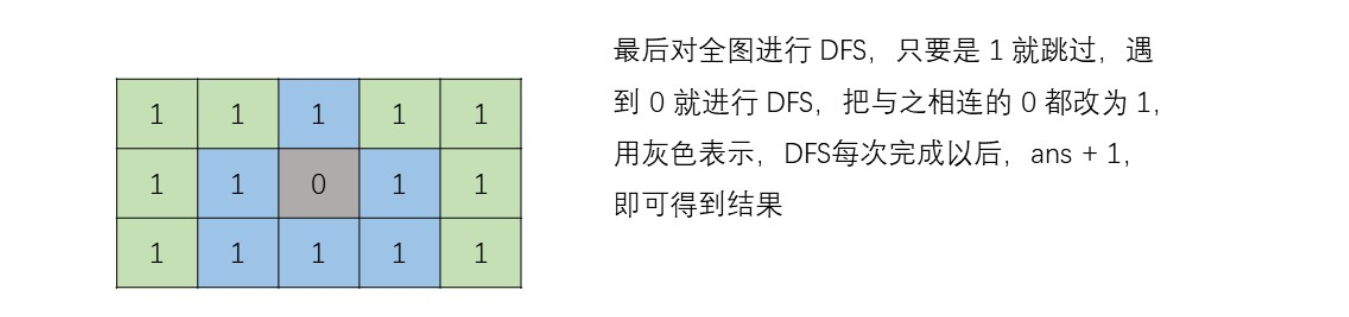 1 1 1 1 1
1 1 0 1 1
1 1 1 1 1
最后对全图进行 DFS，只要是 1 就跳过，遇
到 0 就进行 DFS，把与之相连的 0 都改为 1，
用灰色表示，DFS每次完成以后，ans + 1，
即可得到结果